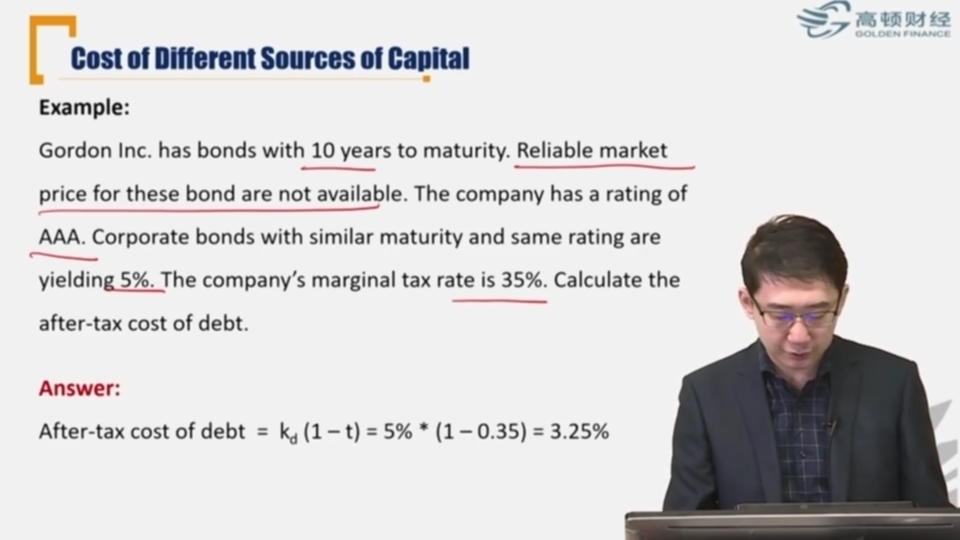 高顿财经
GOLDEN FINANCE
Cost of Different Sources of Capital
Example:
Gordon Inc. has bonds with 10 years to maturity. Reliable market
price for these bond are not available. The company has a rating of
AAA. Corporate bonds with similar maturity and same rating are
yielding 5%. The company’s marginal tax rate is 35%. Calculate the
after-tax cost of debt.
Answer:
After-tax cost of debt = kd (1 – t) = 5% * (1 – 0.35) = 3.25%